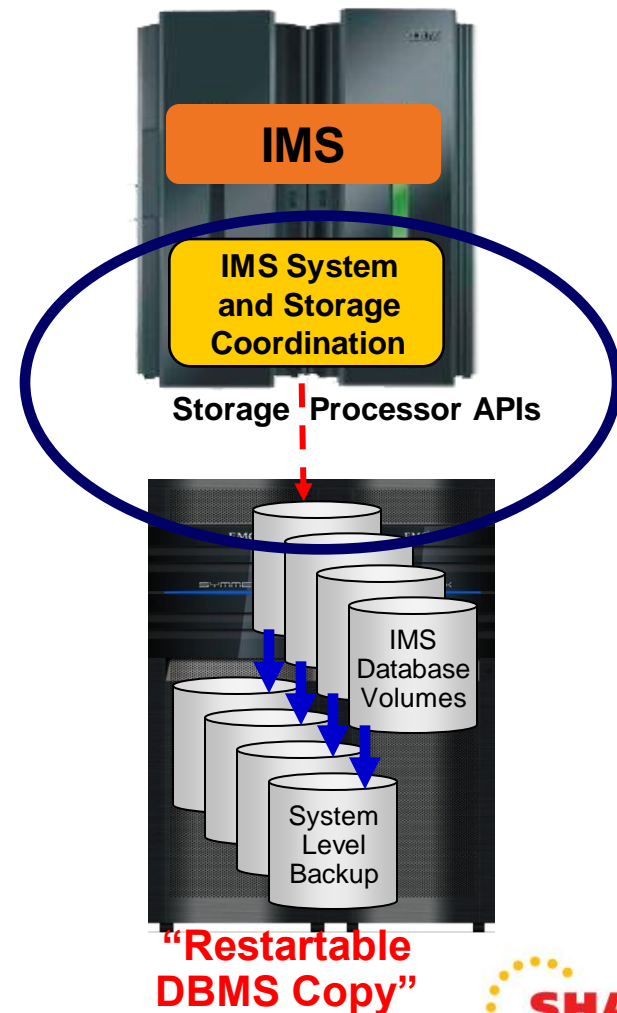 IMS
IMS System
and Storage
Coordination
Storage Processor APIs
IMS
Database
Volumes
System
Level
Backup
“Restartable
DBMS Copy”